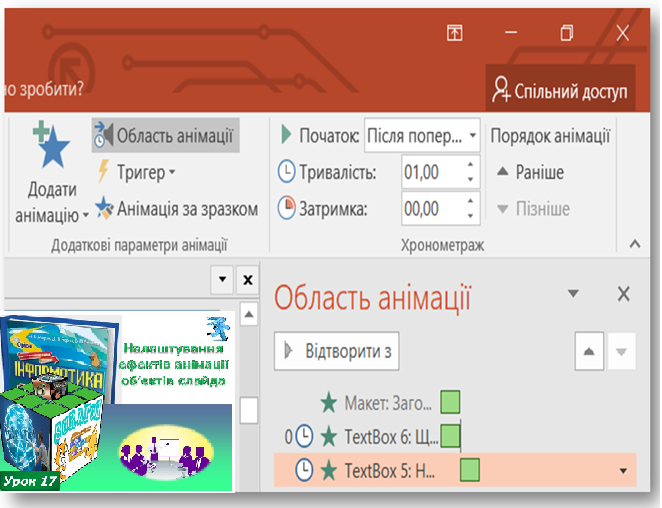 но зробити?
Спільний доступ
Додати
анімацію
Область анімації
Тригер
Анімація за зразком
Додаткові параметри анімації
Початок: Після попер...
Тривалість: 01,00
Затримка: 00,00
Порядок анімації
Раніше
Пізніше
Хронометраж
Область анімації
Відтворити з
Макет: Заго...
0 TextBox 6: Щ...
TextBox 5: Н...
Налаштування
ефектів анімації
об'єктів слайда
ІНФОРМАТИКА
Урок 17